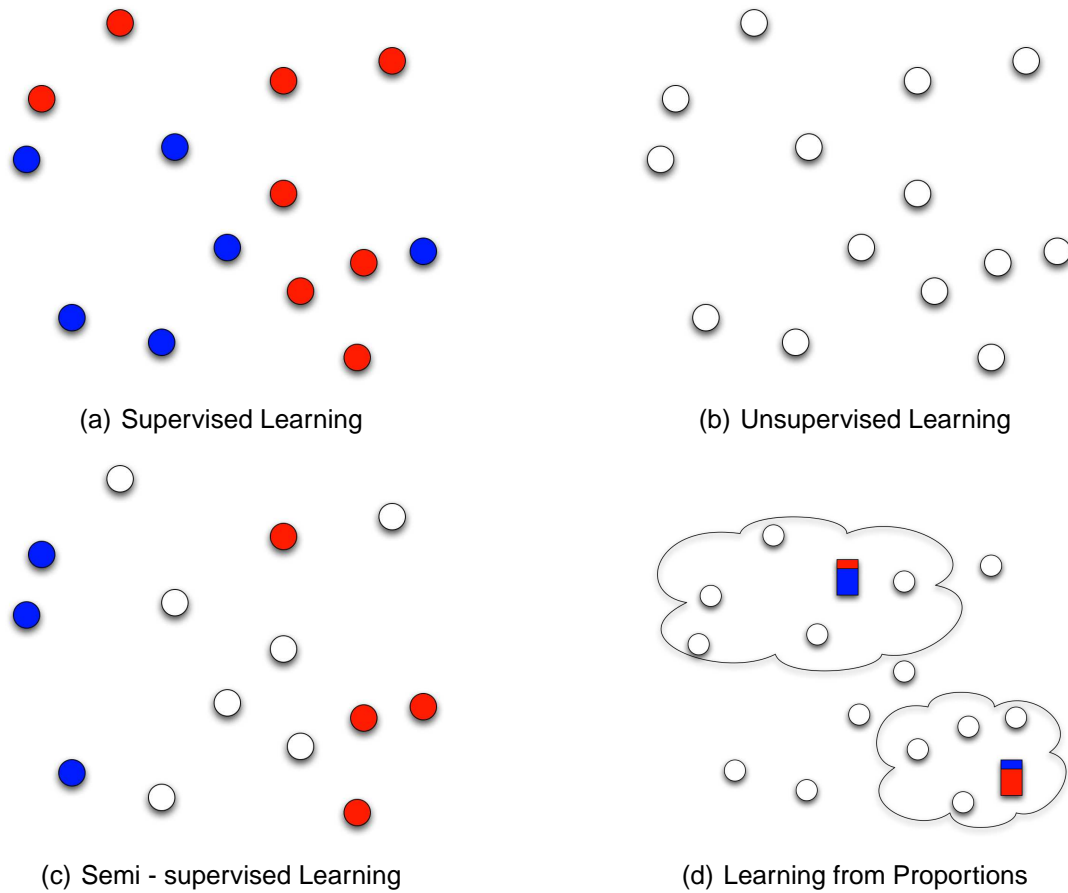 (a) Supervised Learning
(b) Unsupervised Learning
(c) Semi - supervised Learning
(d) Learning from Proportions